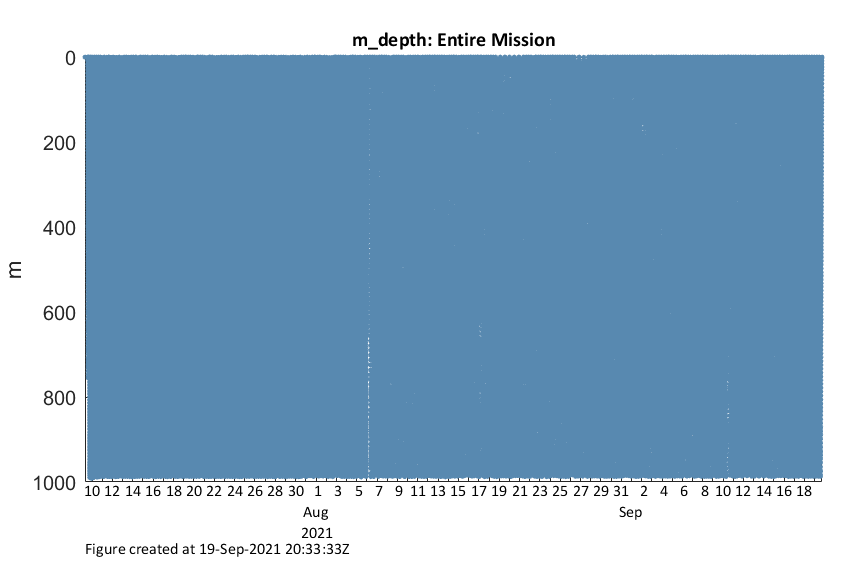 m_depth: Entire Mission
0
200
400
600
800
1000
m
10 12 14 16 18 20 22 24 26 28 30 1 3 5 7 9 11 13 15 17 19 21 23 25 27 29 31 2 4 6 8 10 12 14 16 18
Aug Sep
2021
Figure created at 19-Sep-2021 20:33:33Z